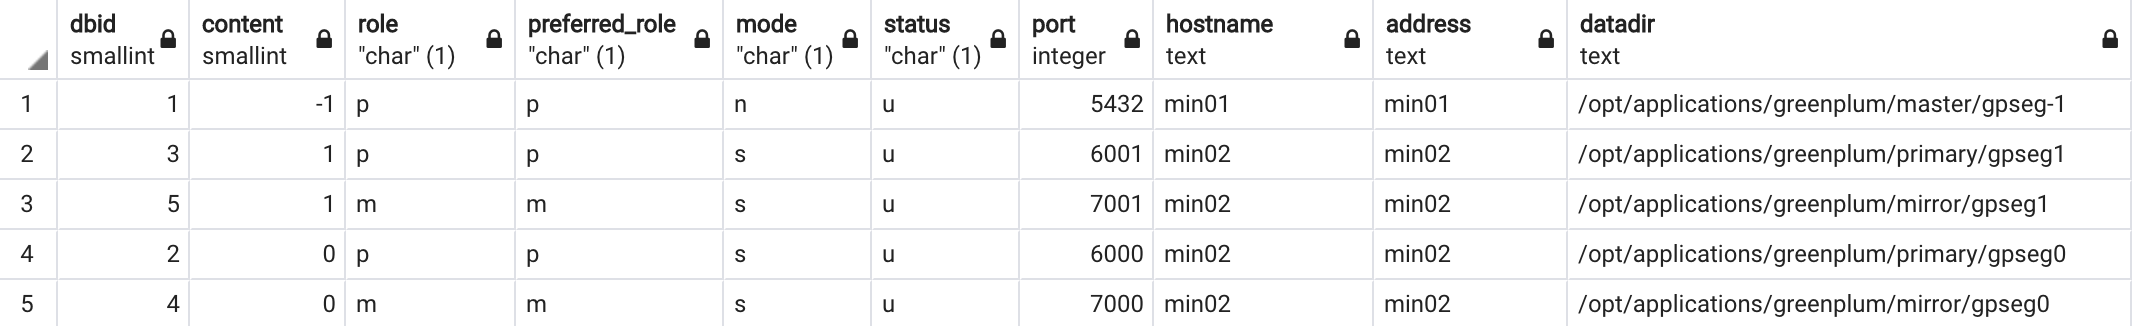 dbid content role preferred_role mode status port hostname address datadir
smallint smallint "char" (1) "char" (1) "char" (1) "char" (1) integer text text text
1 1 -1 p p n u 5432 min01 min01 /opt/applications/greenplum/master/gpseg-1
2 3 1 p p s u 6001 min02 min02 /opt/applications/greenplum/primary/gpseg1
3 5 1 m m s u 7001 min02 min02 /opt/applications/greenplum/mirror/gpseg1
4 2 0 p p s u 6000 min02 min02 /opt/applications/greenplum/primary/gpseg0
5 4 0 m m s u 7000 min02 min02 /opt/applications/greenplum/mirror/gpseg0